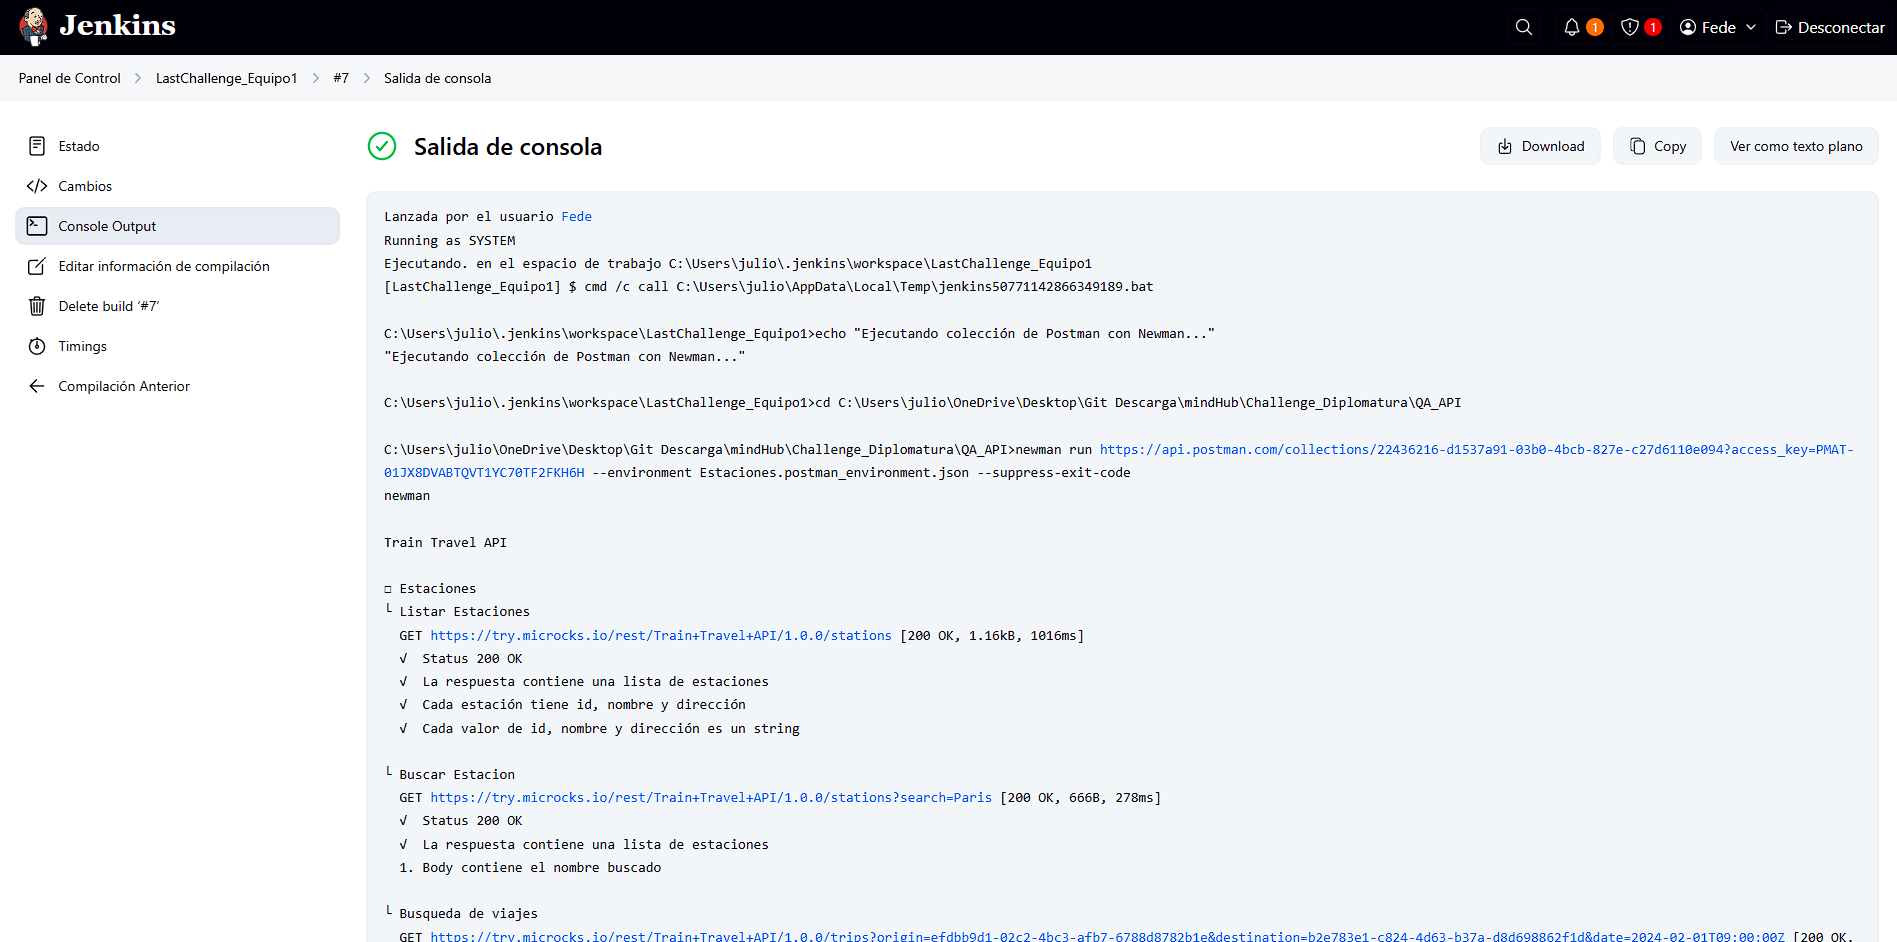 Jenkins
1
1
Fede
Desconectar
Panel de Control
LastChallenge_Equipo1
#7
Salida de consola
Estado
Cambios
Console Output
Editar información de compilación
Delete build ‘#7’
Timings
Compilación Anterior
Salida de consola
Download
Copy
Ver como texto plano
Lanzada por el usuario Fede
Running as SYSTEM
Ejecutando. en el espacio de trabajo C:\Users\julio\.jenkins\workspace\LastChallenge_Equipo1
[LastChallenge_Equipo1] $ cmd /c call C:\Users\julio\AppData\Local\Temp\jenkins50771142866349189.bat
C:\Users\julio\.jenkins\workspace\LastChallenge_Equipo1>echo "Ejecutando colección de Postman con Newman..."
"Ejecutando colección de Postman con Newman..."
C:\Users\julio\.jenkins\workspace\LastChallenge_Equipo1>cd C:\Users\julio\OneDrive\Desktop\Git Descarga\mindHub\Challenge_Diplomatura\QA_API
C:\Users\julio\OneDrive\Desktop\Git Descarga\mindHub\Challenge_Diplomatura\QA_API>newman run https://api.postman.com/collections/22436216-d1537a91-03b0-4bcb-827e-c27d6110e094?access_key=PMAT-
01JX8DVABTQVT1YC70TF2FKH6H --environment Estaciones.postman_environment.json --suppress-exit-code
newman
Train Travel API
□ Estaciones
└ Listar Estaciones
GET https://try.microcks.io/rest/Train+Travel+API/1.0.0/stations [200 OK, 1.16kB, 1016ms]
√ Status 200 OK
√ La respuesta contiene una lista de estaciones
√ Cada estación tiene id, nombre y dirección
√ Cada valor de id, nombre y dirección es un string
└ Buscar Estacion
GET https://try.microcks.io/rest/Train+Travel+API/1.0.0/stations?search=Paris [200 OK, 666B, 278ms]
√ Status 200 OK
√ La respuesta contiene una lista de estaciones
1. Body contiene el nombre buscado
└ Busqueda de viajes
GET https://try.microcks.io/rest/Train+Travel+API/1.0.0/trips?origin=efdbb9d1-02c2-4bc3-afb7-6788d8782b1e&destination=b2e783e1-c824-4d63-b37a-d8d698862f1d&date=2024-02-01T09:00:00Z [200 OK,